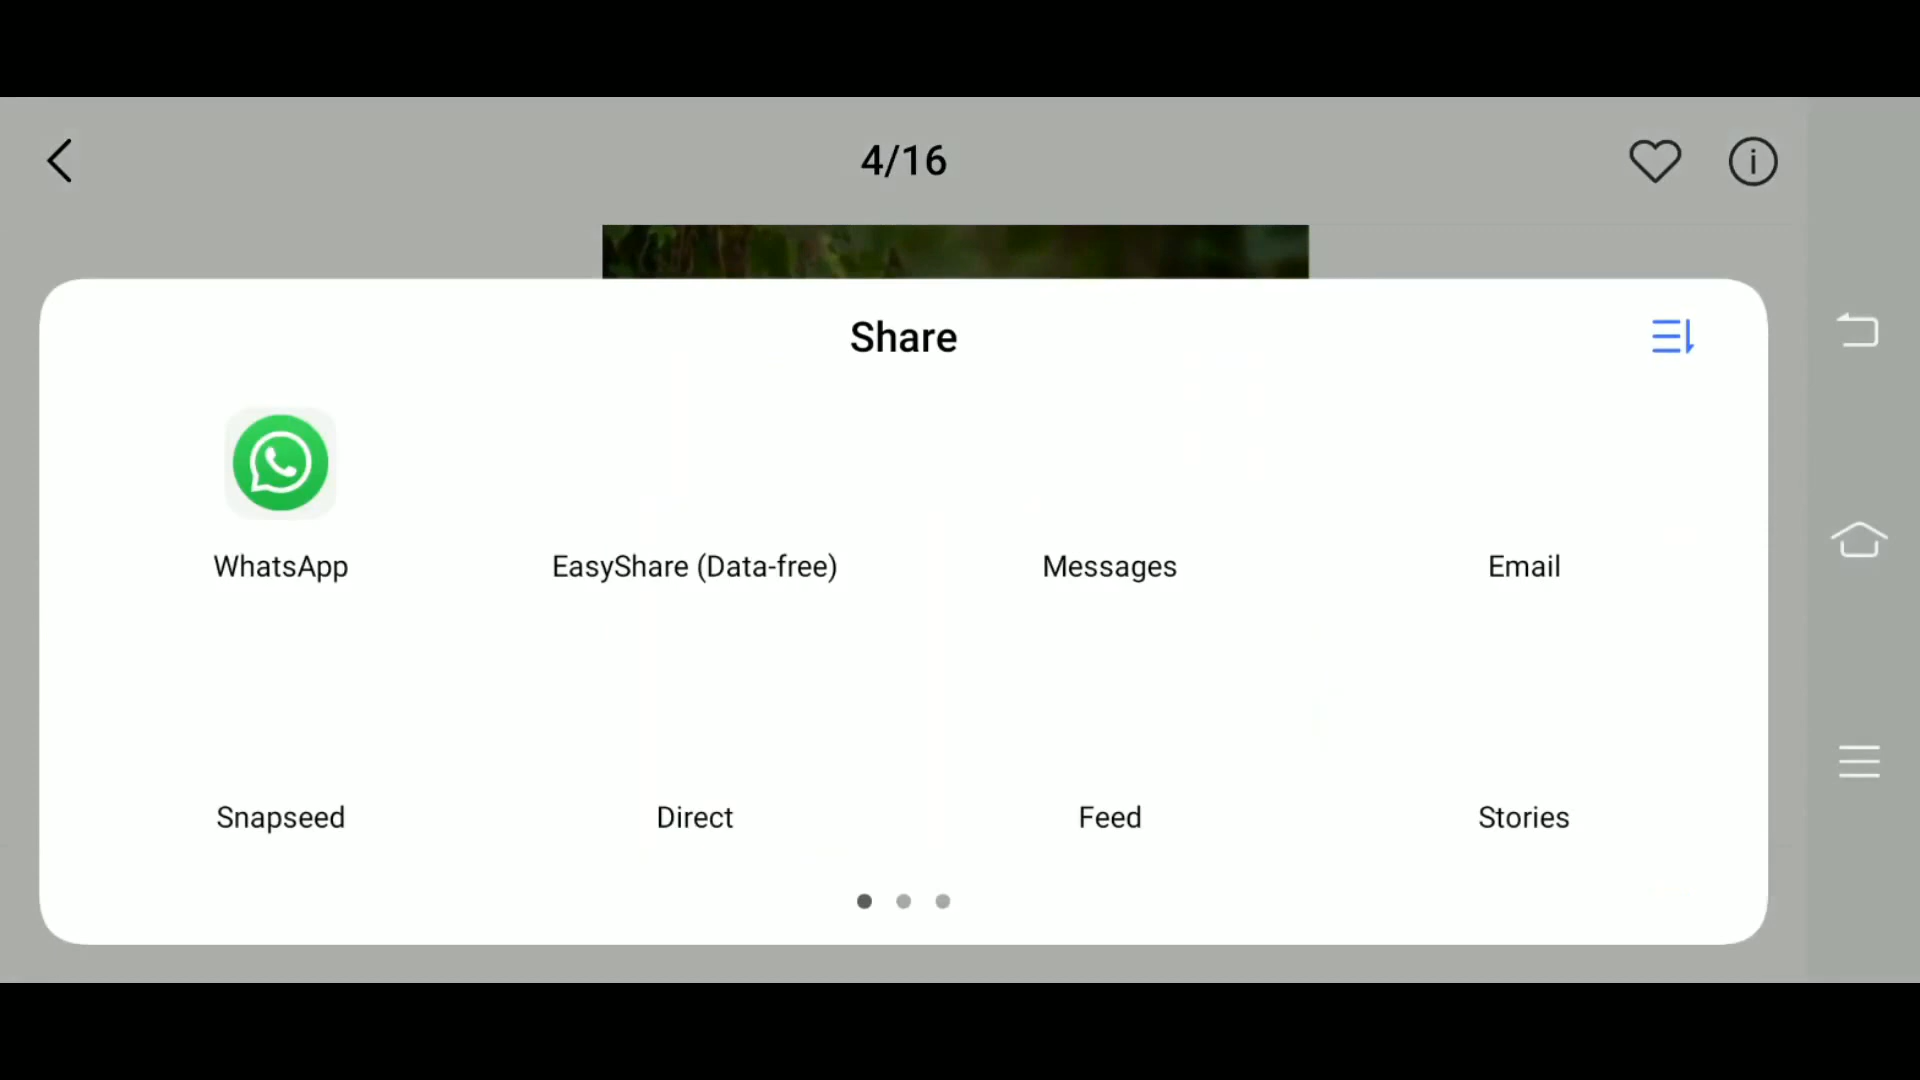 4/16
Share
WhatsApp
EasyShare (Data-free)
Messages
Email
Snapseed
Direct
Feed
Stories